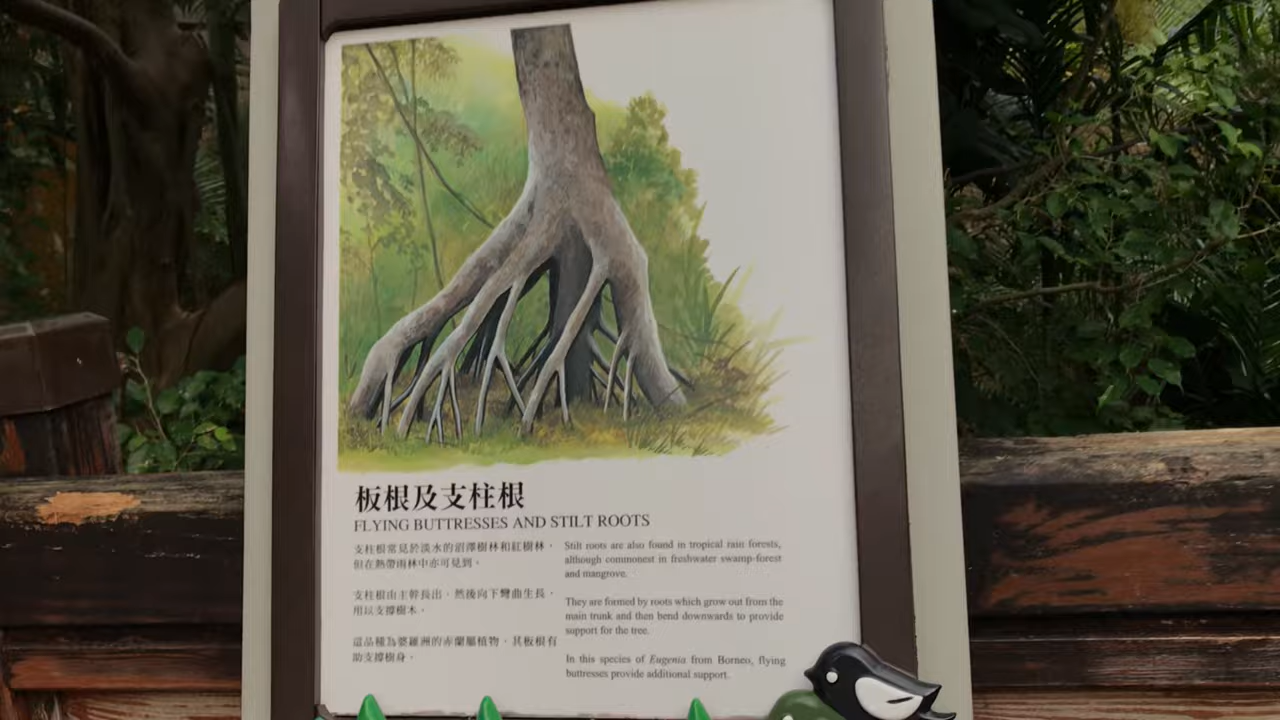 板根及支柱根
FLYING BUTTRESSES AND STILT ROOTS
支柱根常見於淡水的沼澤樹林和紅樹林，
但在熱帶雨林中亦可見到。
支柱根由主幹長出，然後向下彎曲生長，
用以支撐樹木。
這品種為婆羅洲的赤蘭屬植物，其板根有
助支撐樹身。
Stilt roots are also found in tropical rain forests,
although commonest in freshwater swamp-forest
and mangrove.
They are formed by roots which grow out from the
main trunk and then bend downwards to provide
support for the tree.
In this species of Eugenia from Borneo, flying
buttresses provide additional support.